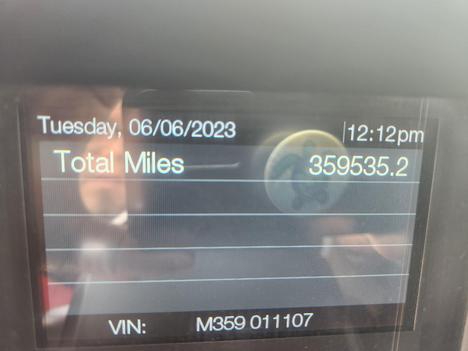 Tuesday, 06/06/2023 12:12pm
Total Miles 359535.2
VIN: M359 011107